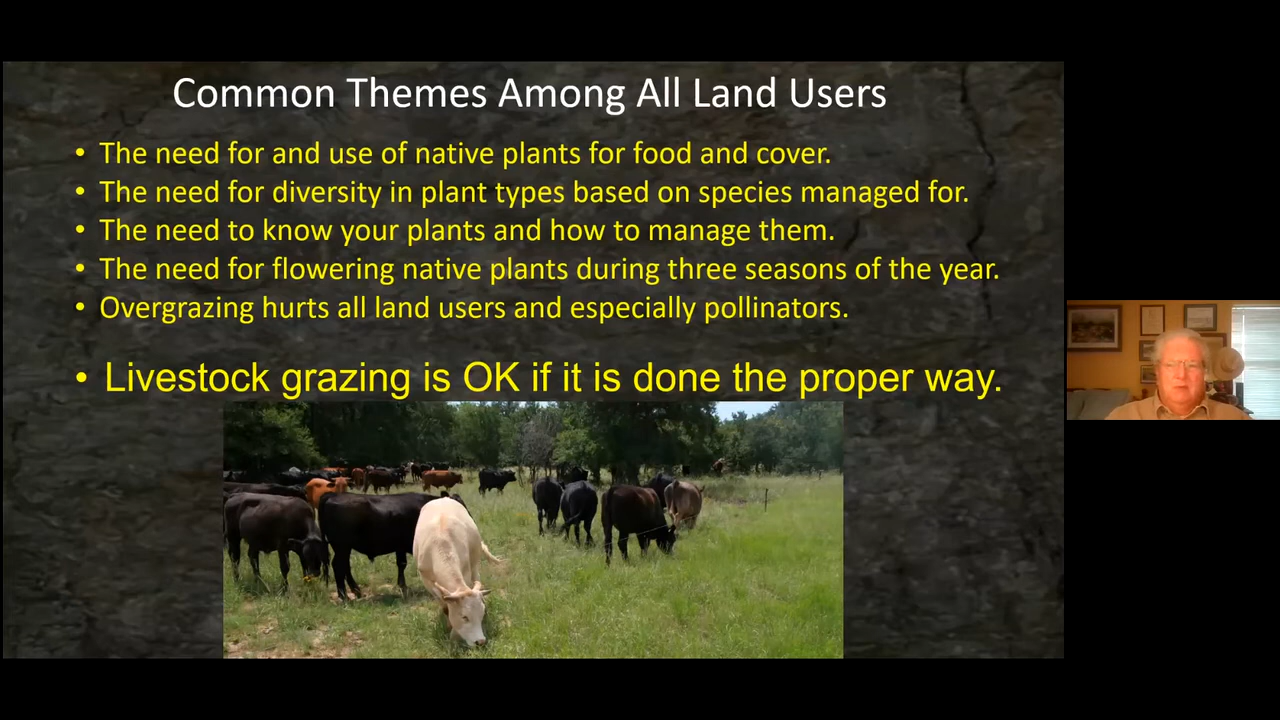 Common Themes Among All Land Users
• The need for and use of native plants for food and cover.
• The need for diversity in plant types based on species managed for.
• The need to know your plants and how to manage them.
• The need for flowering native plants during three seasons of the year.
• Overgrazing hurts all land users and especially pollinators.
• Livestock grazing is OK if it is done the proper way.